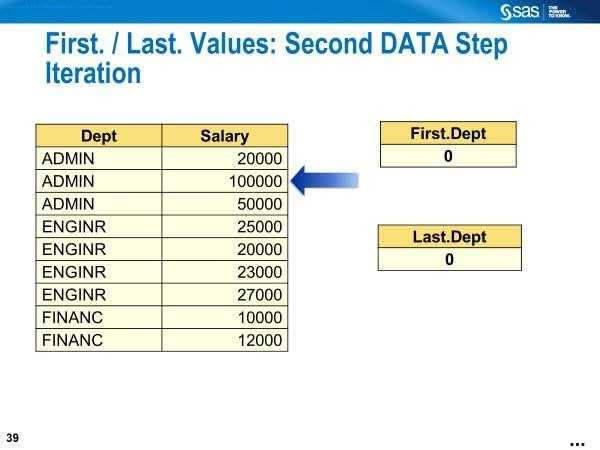 sas THE POWER TO KNOW.
First. / Last. Values: Second DATA Step
Iteration
Dept Salary
ADMIN 20000
ADMIN 100000
ADMIN 50000
ENGINR 25000
ENGINR 20000
ENGINR 23000
ENGINR 27000
FINANC 10000
FINANC 12000
First.Dept
0
Last.Dept
0
39
...